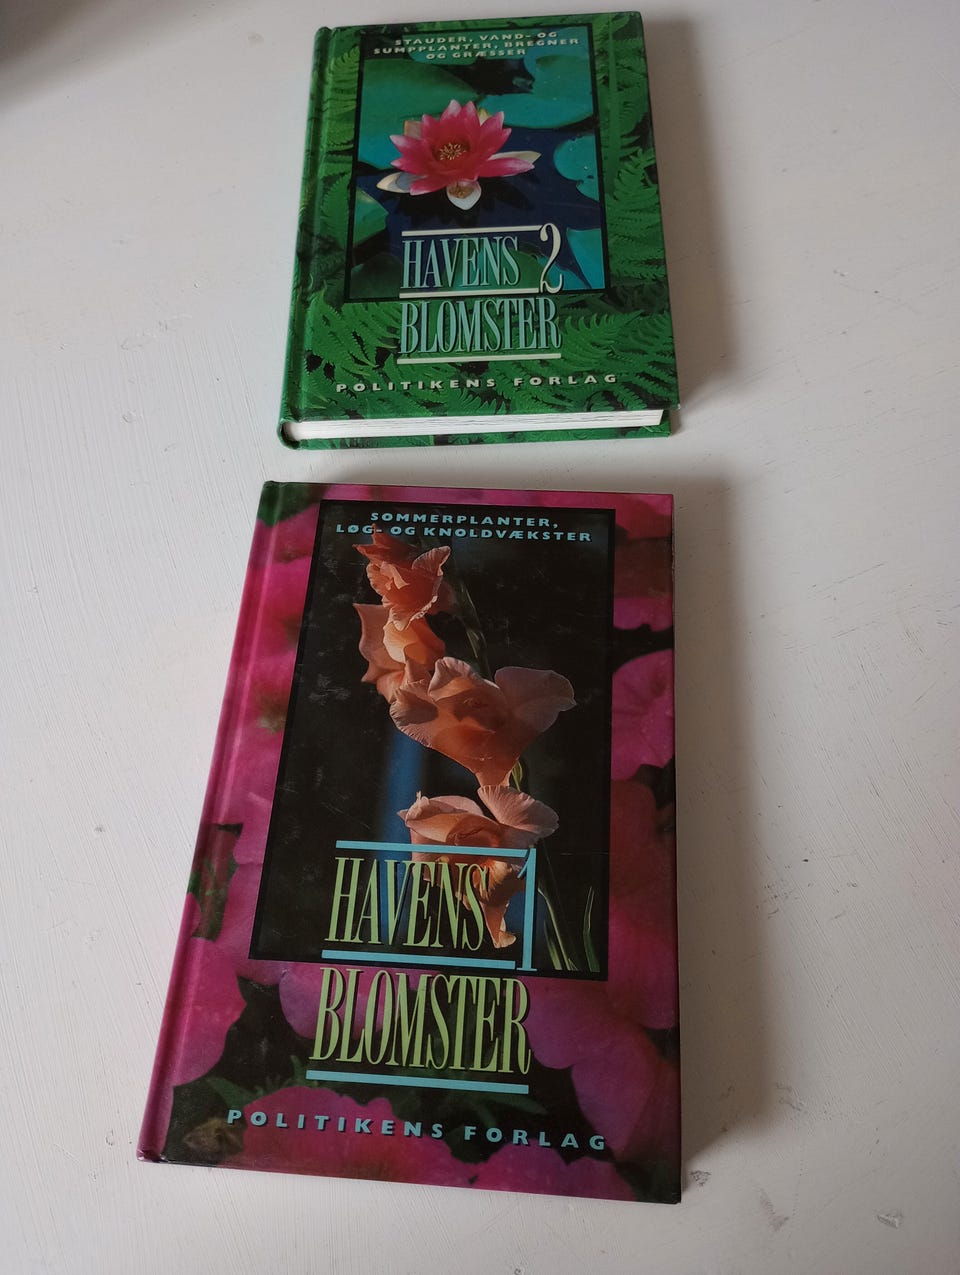 STAUDER, VAND- OG
SUMPPLANTER, BREGNER
OG GRÆSSER
HAVENS 2
BLOMSTER
POLITIKENS FORLAG
SOMMERPLANTER,
LØG- OG KNOLDVÆKSTER
HAVENS 1
BLOMSTER
POLITIKENS FORLAG